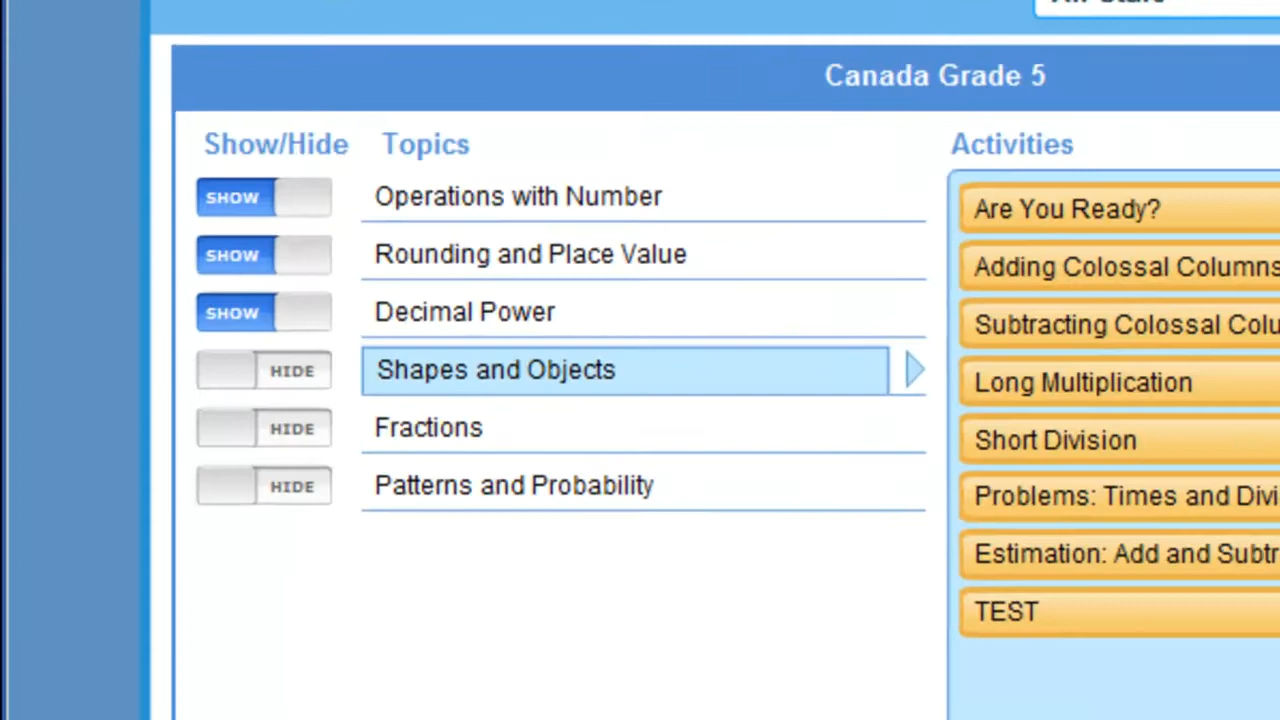 Canada Grade 5
Show/Hide Topics Activities
SHOW Operations with Number
SHOW Rounding and Place Value
SHOW Decimal Power
HIDE Shapes and Objects
HIDE Fractions
HIDE Patterns and Probability
Are You Ready?
Adding Colossal Columns
Subtracting Colossal Colu
Long Multiplication
Short Division
Problems: Times and Divi
Estimation: Add and Subtr
TEST